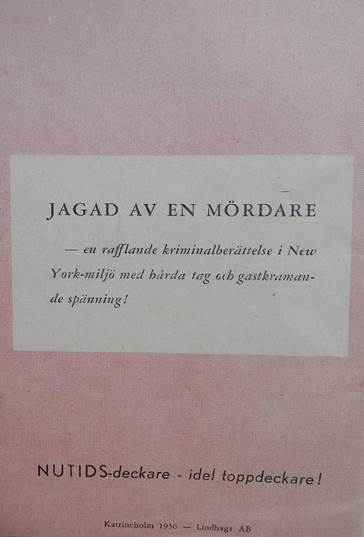 JAGAD AV EN MÖRDARE
— en rafflande kriminalberättelse i New
York-miljö med hårda tag och gastkraman-
de spänning!
NUTIDS-deckare - idel toppdeckare!
Katrineholm 1956 — Lindhags AB